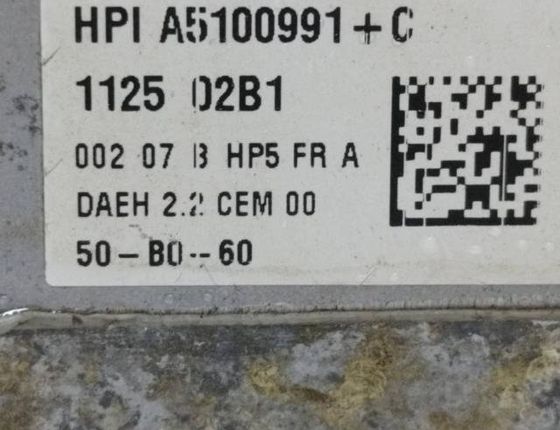 HPI A5100991+C
1125 02B1
002 07 B HP5 FR A
DAEH 2.2 CEM 00
50-B0--60